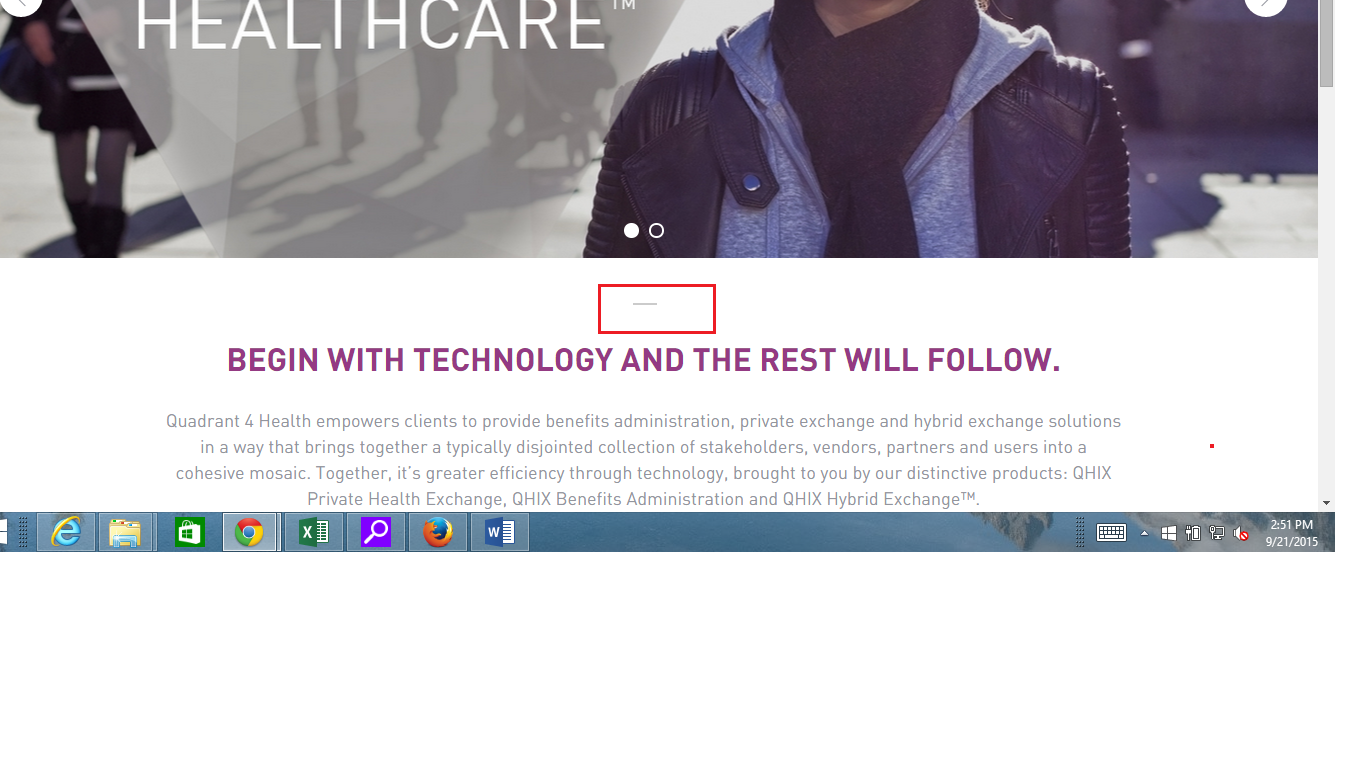 HEALTHCARE™
BEGIN WITH TECHNOLOGY AND THE REST WILL FOLLOW.
Quadrant 4 Health empowers clients to provide benefits administration, private exchange and hybrid exchange solutions
in a way that brings together a typically disjointed collection of stakeholders, vendors, partners and users into a
cohesive mosaic. Together, it’s greater efficiency through technology, brought to you by our distinctive products: QHIX
Private Health Exchange, QHIX Benefits Administration and QHIX Hybrid Exchange™.
2:51 PM
9/21/2015